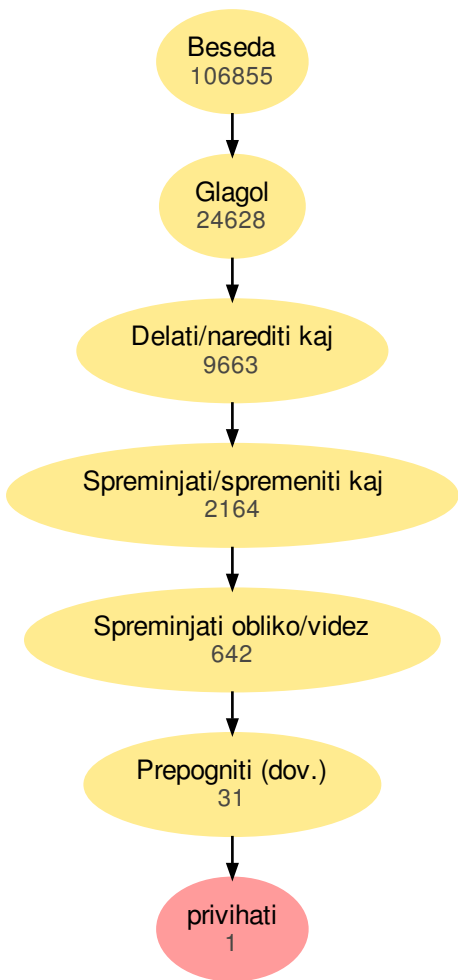 Beseda
106855
Glagol
24628
Delati/narediti kaj
9663
Spreminjati/spremeniti kaj
2164
Spreminjati obliko/videz
642
Prepogniti (dov.)
31
privihati
1